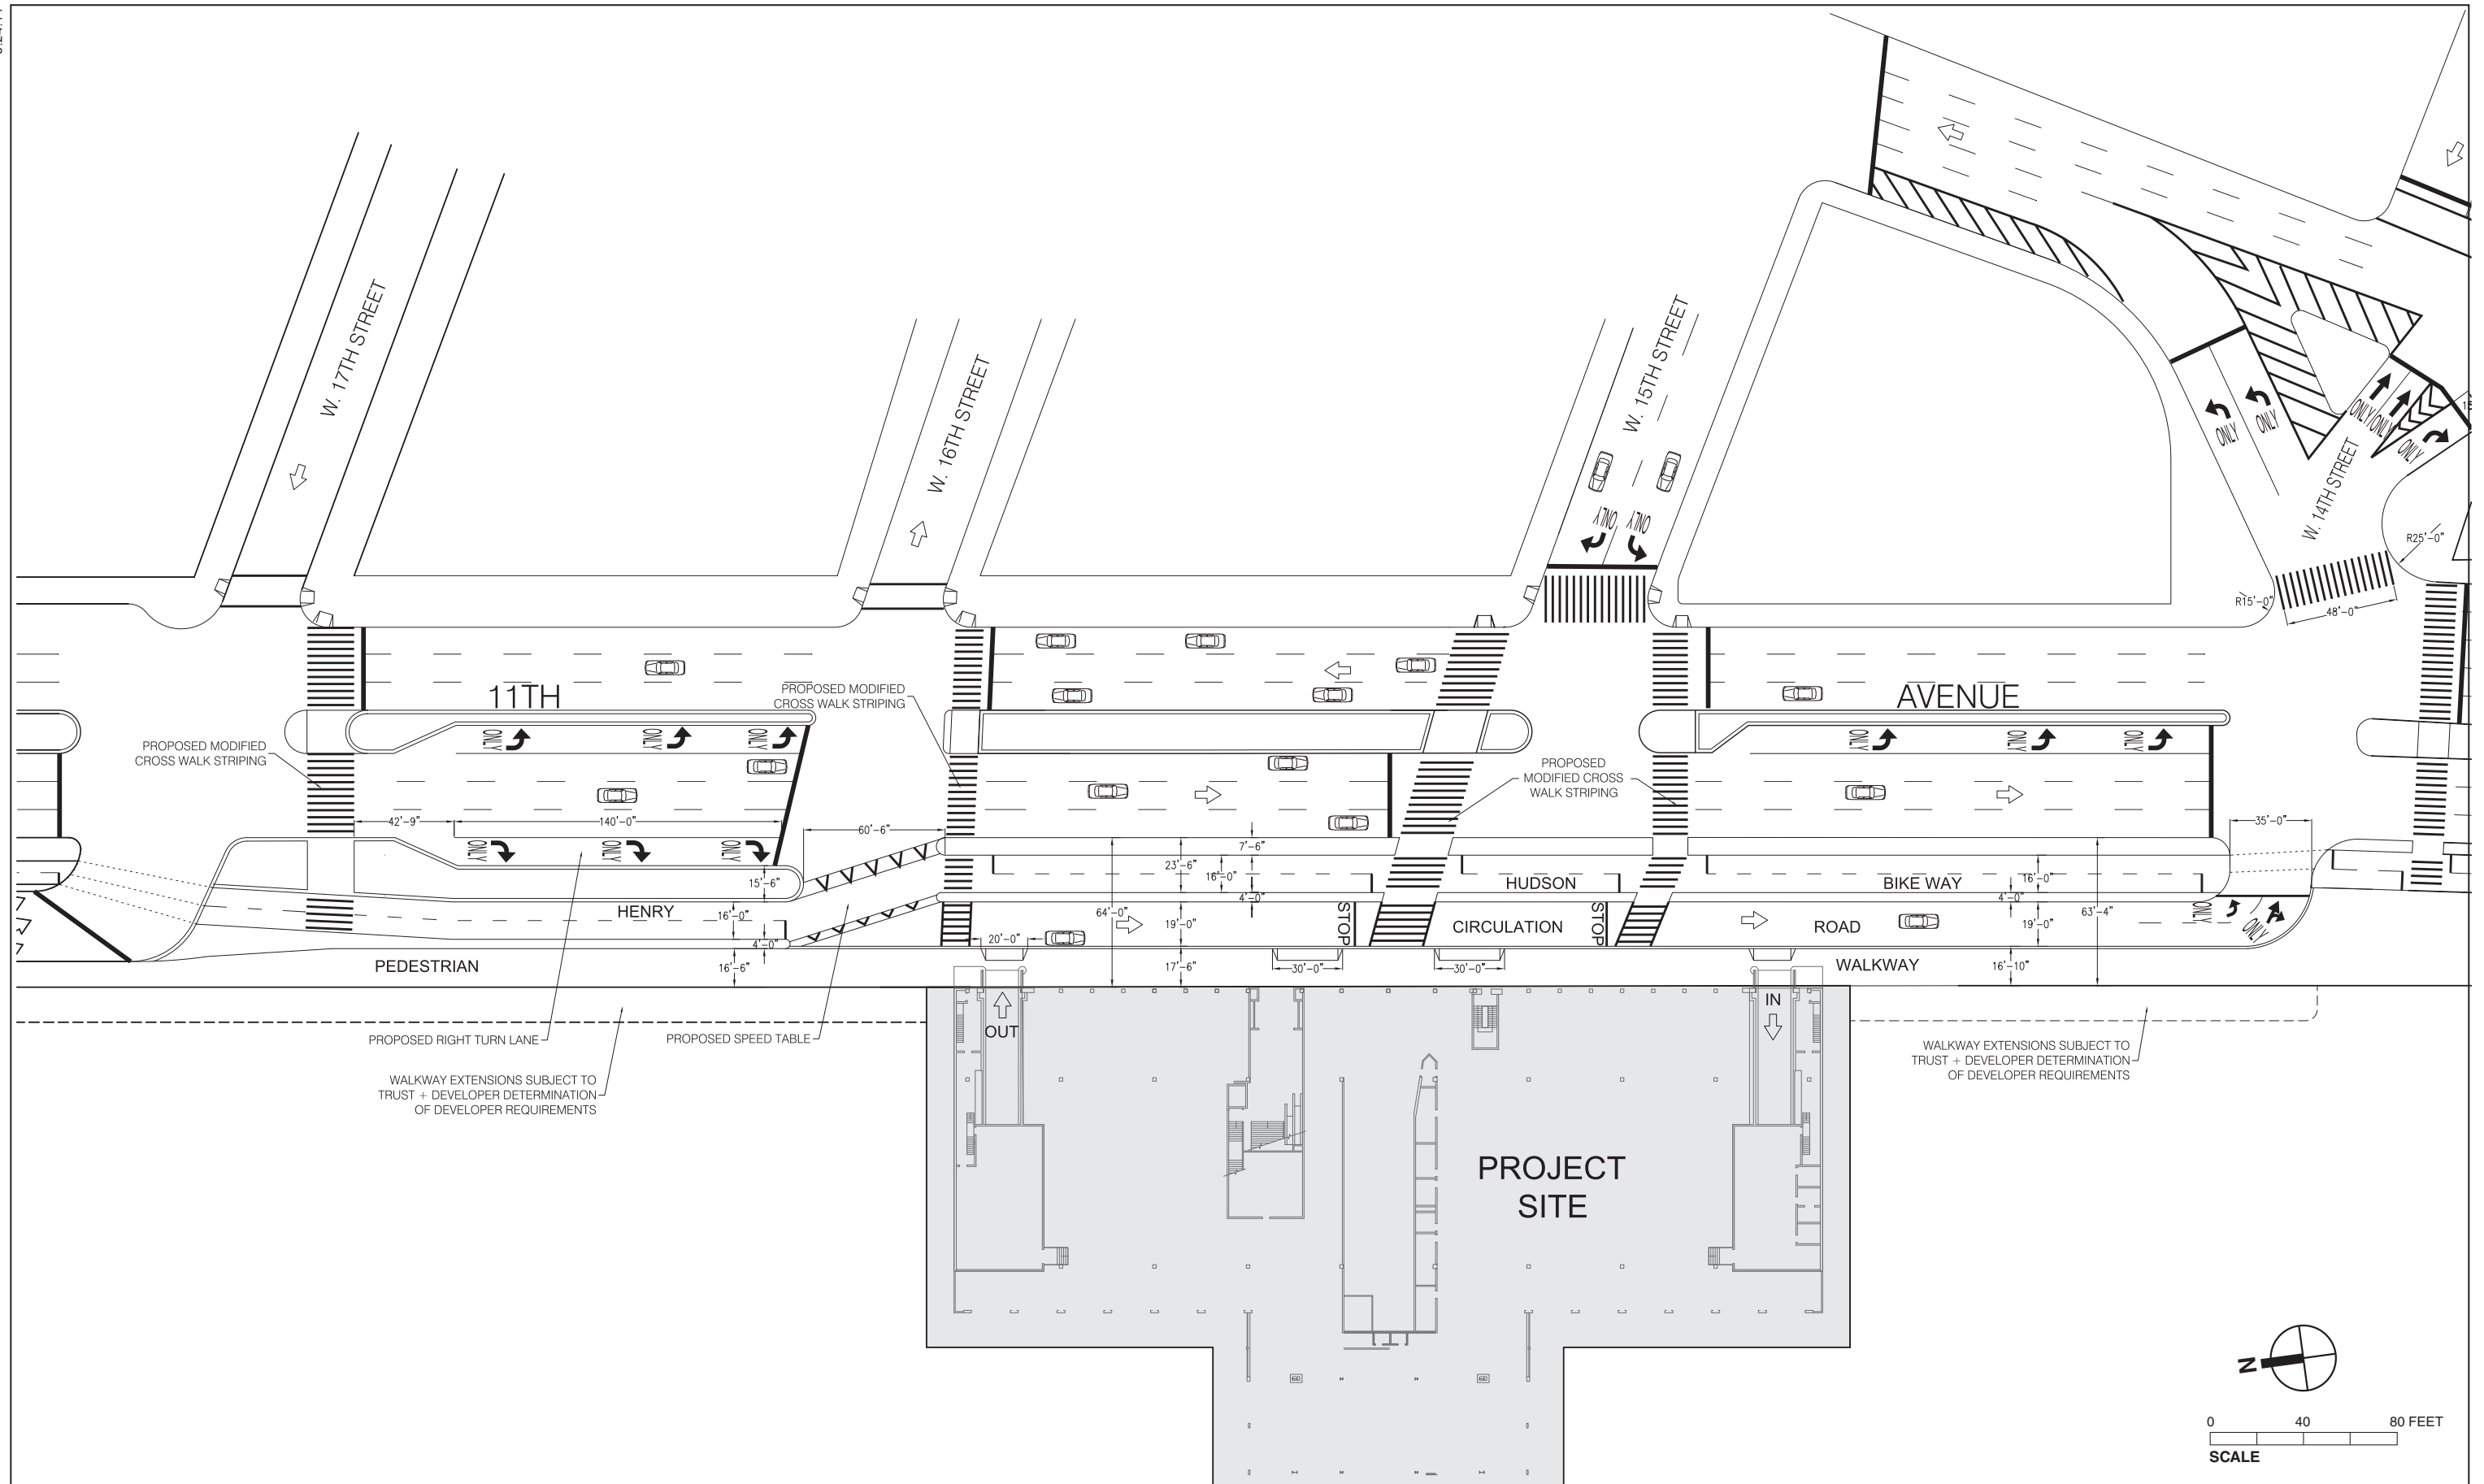 W. 17TH STREET
W. 16TH STREET
W. 15TH STREET
W. 14TH STREET
ONLY
ONLY
ONLY
ONLY
ONLY
ONLY
ONLY
R25'-0"
R15'-0"
48'-0"
11TH
AVENUE
PROPOSED MODIFIED
CROSS WALK STRIPING
PROPOSED MODIFIED
CROSS WALK STRIPING
PROPOSED
MODIFIED CROSS
WALK STRIPING
ONLY
ONLY
ONLY
ONLY
ONLY
ONLY
42'-9"
140'-0"
60'-6"
35'-0"
ONLY
ONLY
ONLY
7'-6"
23'-6"
16'-0"
4'-0"
15'-6"
16'-0"
4'-0"
16'-6"
64'-0"
19'-0"
17'-6"
20'-0"
30'-0"
30'-0"
16'-0"
4'-0"
19'-0"
16'-10"
63'-4"
HENRY
HUDSON
BIKE WAY
STOP
CIRCULATION
STOP
ROAD
ONLY
ONLY
PEDESTRIAN
WALKWAY
OUT
IN
PROPOSED RIGHT TURN LANE
PROPOSED SPEED TABLE
WALKWAY EXTENSIONS SUBJECT TO
TRUST + DEVELOPER DETERMINATION
OF DEVELOPER REQUIREMENTS
WALKWAY EXTENSIONS SUBJECT TO
TRUST + DEVELOPER DETERMINATION
OF DEVELOPER REQUIREMENTS
PROJECT
SITE
N
0 40 80 FEET
SCALE